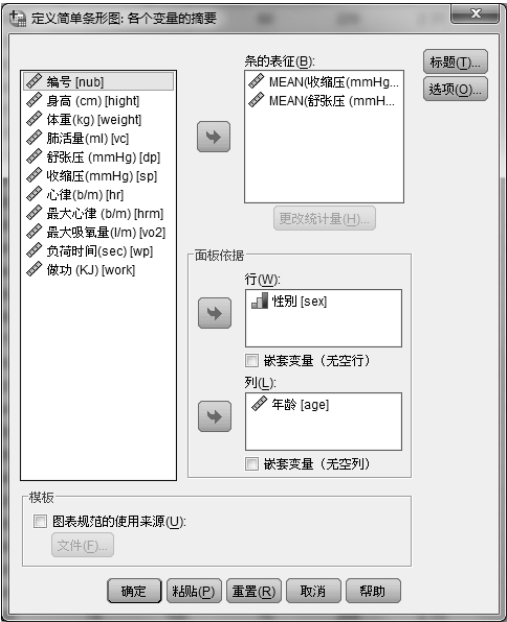 定义简单条形图: 各个变量的摘要
编号 [nub]
身高 (cm) [hight]
体重(kg) [weight]
肺活量(ml) [vc]
舒张压 (mmHg) [dp]
收缩压(mmHg) [sp]
心律(b/m) [hr]
最大心律 (b/m) [hrm]
最大吸氧量(l/m) [vo2]
负荷时间(sec) [wp]
做功 (KJ) [work]
条的表征(B):
MEAN(收缩压(mmHg...
MEAN(舒张压 (mmH...
更改统计量(H)...
标题(T)...
选项(O)...
面板依据
行(W):
性别 [sex]
嵌套变量（无空行）
列(L):
年龄 [age]
嵌套变量（无空列）
模板
图表规范的使用来源(U):
文件(F)...
确定
粘贴(P)
重置(R)
取消
帮助